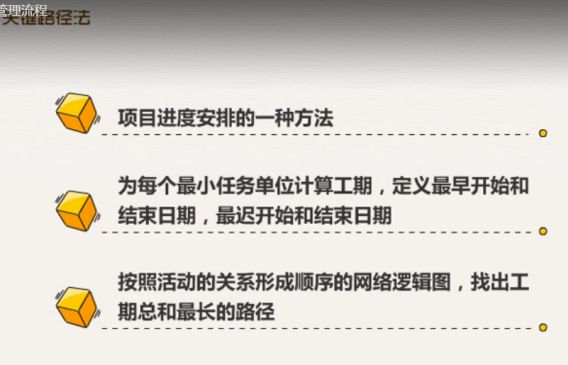 管理流程
关键路径法
项目进度安排的一种方法
为每个最小任务单位计算工期，定义最早开始和
结束日期，最迟开始和结束日期
按照活动的关系形成顺序的网络逻辑图，找出工
期总和最长的路径